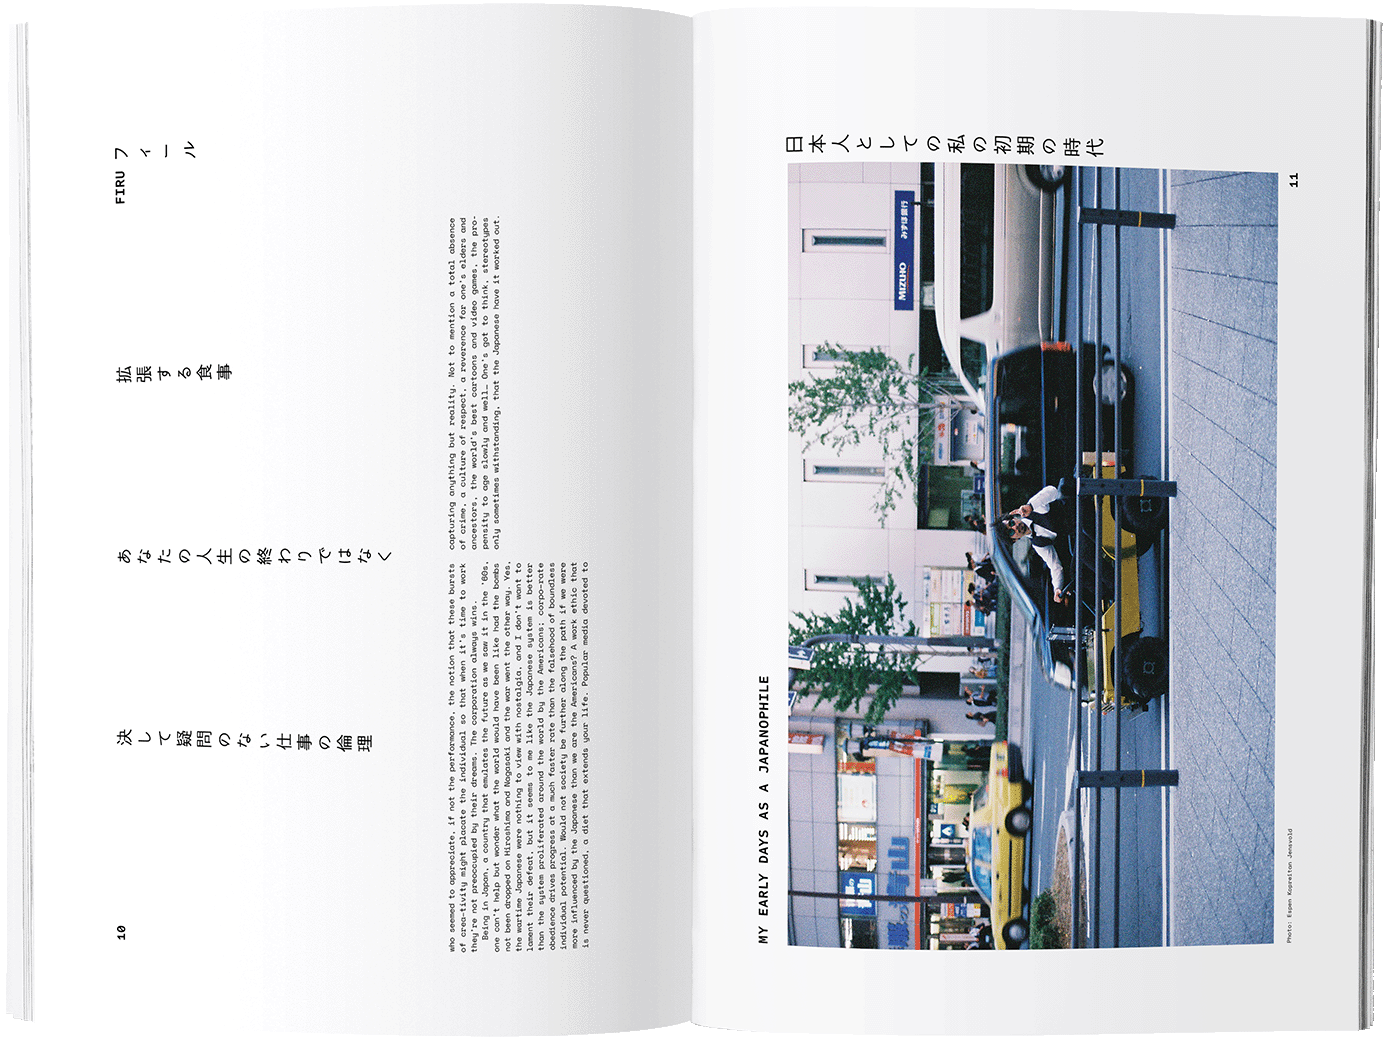 10
決して疑問のない仕事の倫理
あなたの人生の終わりではなく
拡張する食事
FIRU フィール
who seemed to appreciate, if not the performance, the notion that these bursts
of crea-tivity might placate the individual so that when it's time to work
they're not preoccupied by their dreams. The corporation always wins.
Being in Japan, a country that emulates the future as we saw it in the '60s,
one can't help but wonder what the world would have been like had the bombs
not been dropped on Hiroshima and Nagasaki and the war went the other way. Yes,
the wartime Japanese were nothing to view with nostalgia, and I don't want to
lament their defeat, but it seems to me like the Japanese system is better
than the system proliferated around the world by the Americans; corpo-rate
obedience drives progress at a much faster rate than the falsehood of boundless
individual potential. Would not society be further along the path if we were
more influenced by the Japanese than we are the Americans? A work ethic that
is never questioned, a diet that extends your life. Popular media devoted to
capturing anything but reality. Not to mention a total absence
of crime, a culture of respect, a reverence for one's elders and
ancestors, the world's best cartoons and video games, the pro-
pensity to age slowly and well… One's got to think, stereotypes
only sometimes withstanding, that the Japanese have it worked out.
MY EARLY DAYS AS A JAPANOPHILE
日本人としての私の初期の時代
MIZUHO みずほ銀行
Photo: Espen Kopreitan Jensvold
11